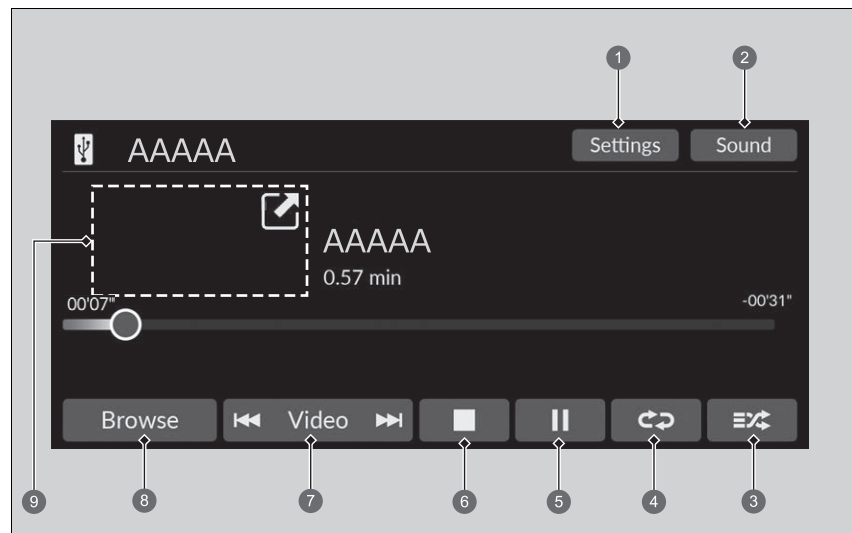 1 2
AAAAA Settings Sound
AAAAA
9
0.57 min
00'07" -00'31"
Browse Video
9 8 7 6 5 4 3